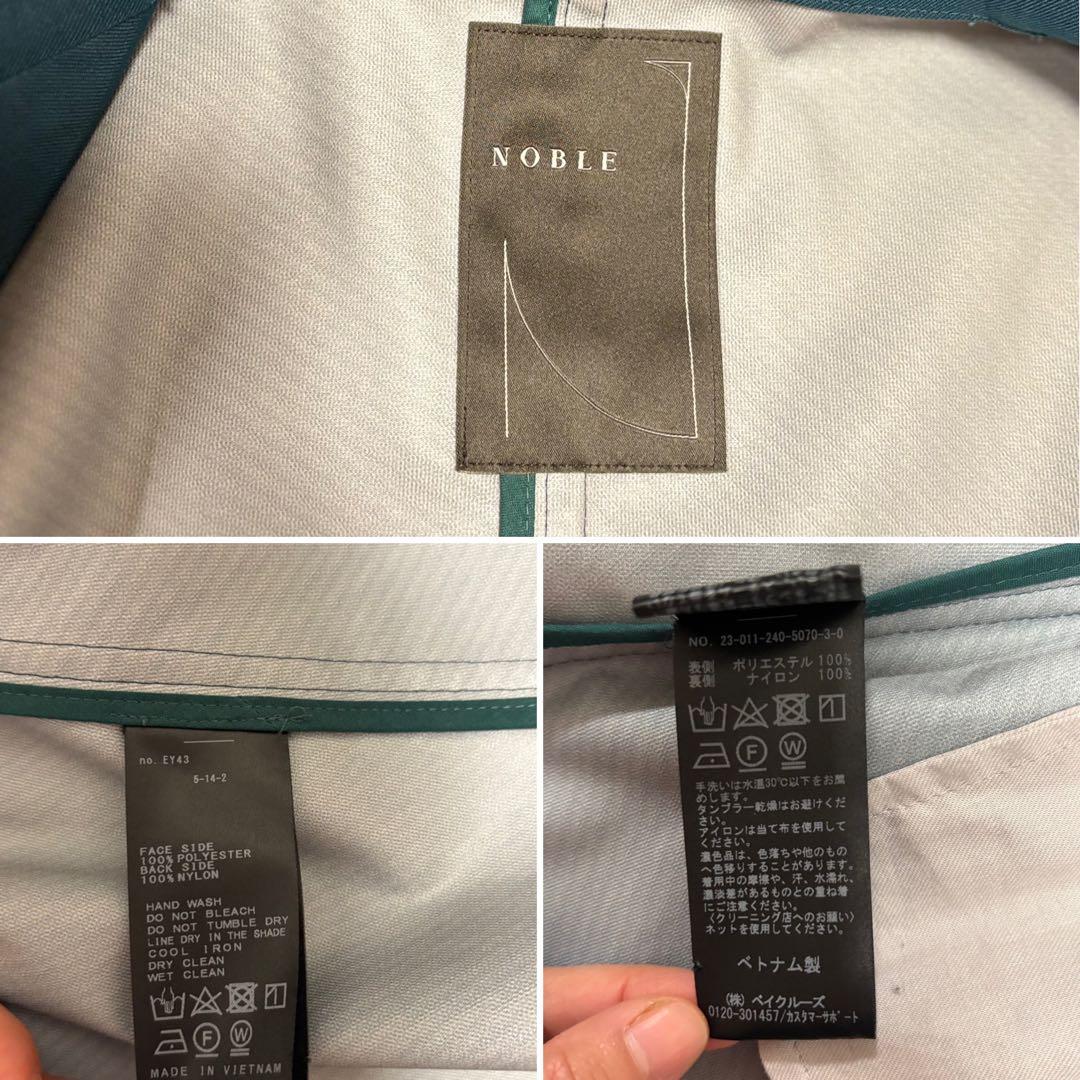 NOBLE
no. EY43
5-14-2
FACE SIDE
100% POLYESTER
BACK SIDE
100% NYLON
HAND WASH
DO NOT BLEACH
DO NOT TUMBLE DRY
LINE DRY IN THE SHADE
COOL IRON
DRY CLEAN
WET CLEAN
F W
MADE IN VIETNAM
NO. 23-011-240-5070-3-0
表側 ポリエステル 100%
裏側 ナイロン 100%
F W
手洗いは水温30℃以下をお薦
めします。
タンブラー乾燥はお避けくだ
さい。
アイロンは当て布を使用して
ください。
濃色品は、色落ちや他のもの
へ色移りすることがあります。
着用中の摩擦や、汗、水濡れ、
濃淡差があるものとの重ね着
にご注意ください。
〈クリーニング店へのお願い〉
ネットを使用してください。
ベトナム製
(株) ベイクルーズ
0120-301457/カスタマーサポート